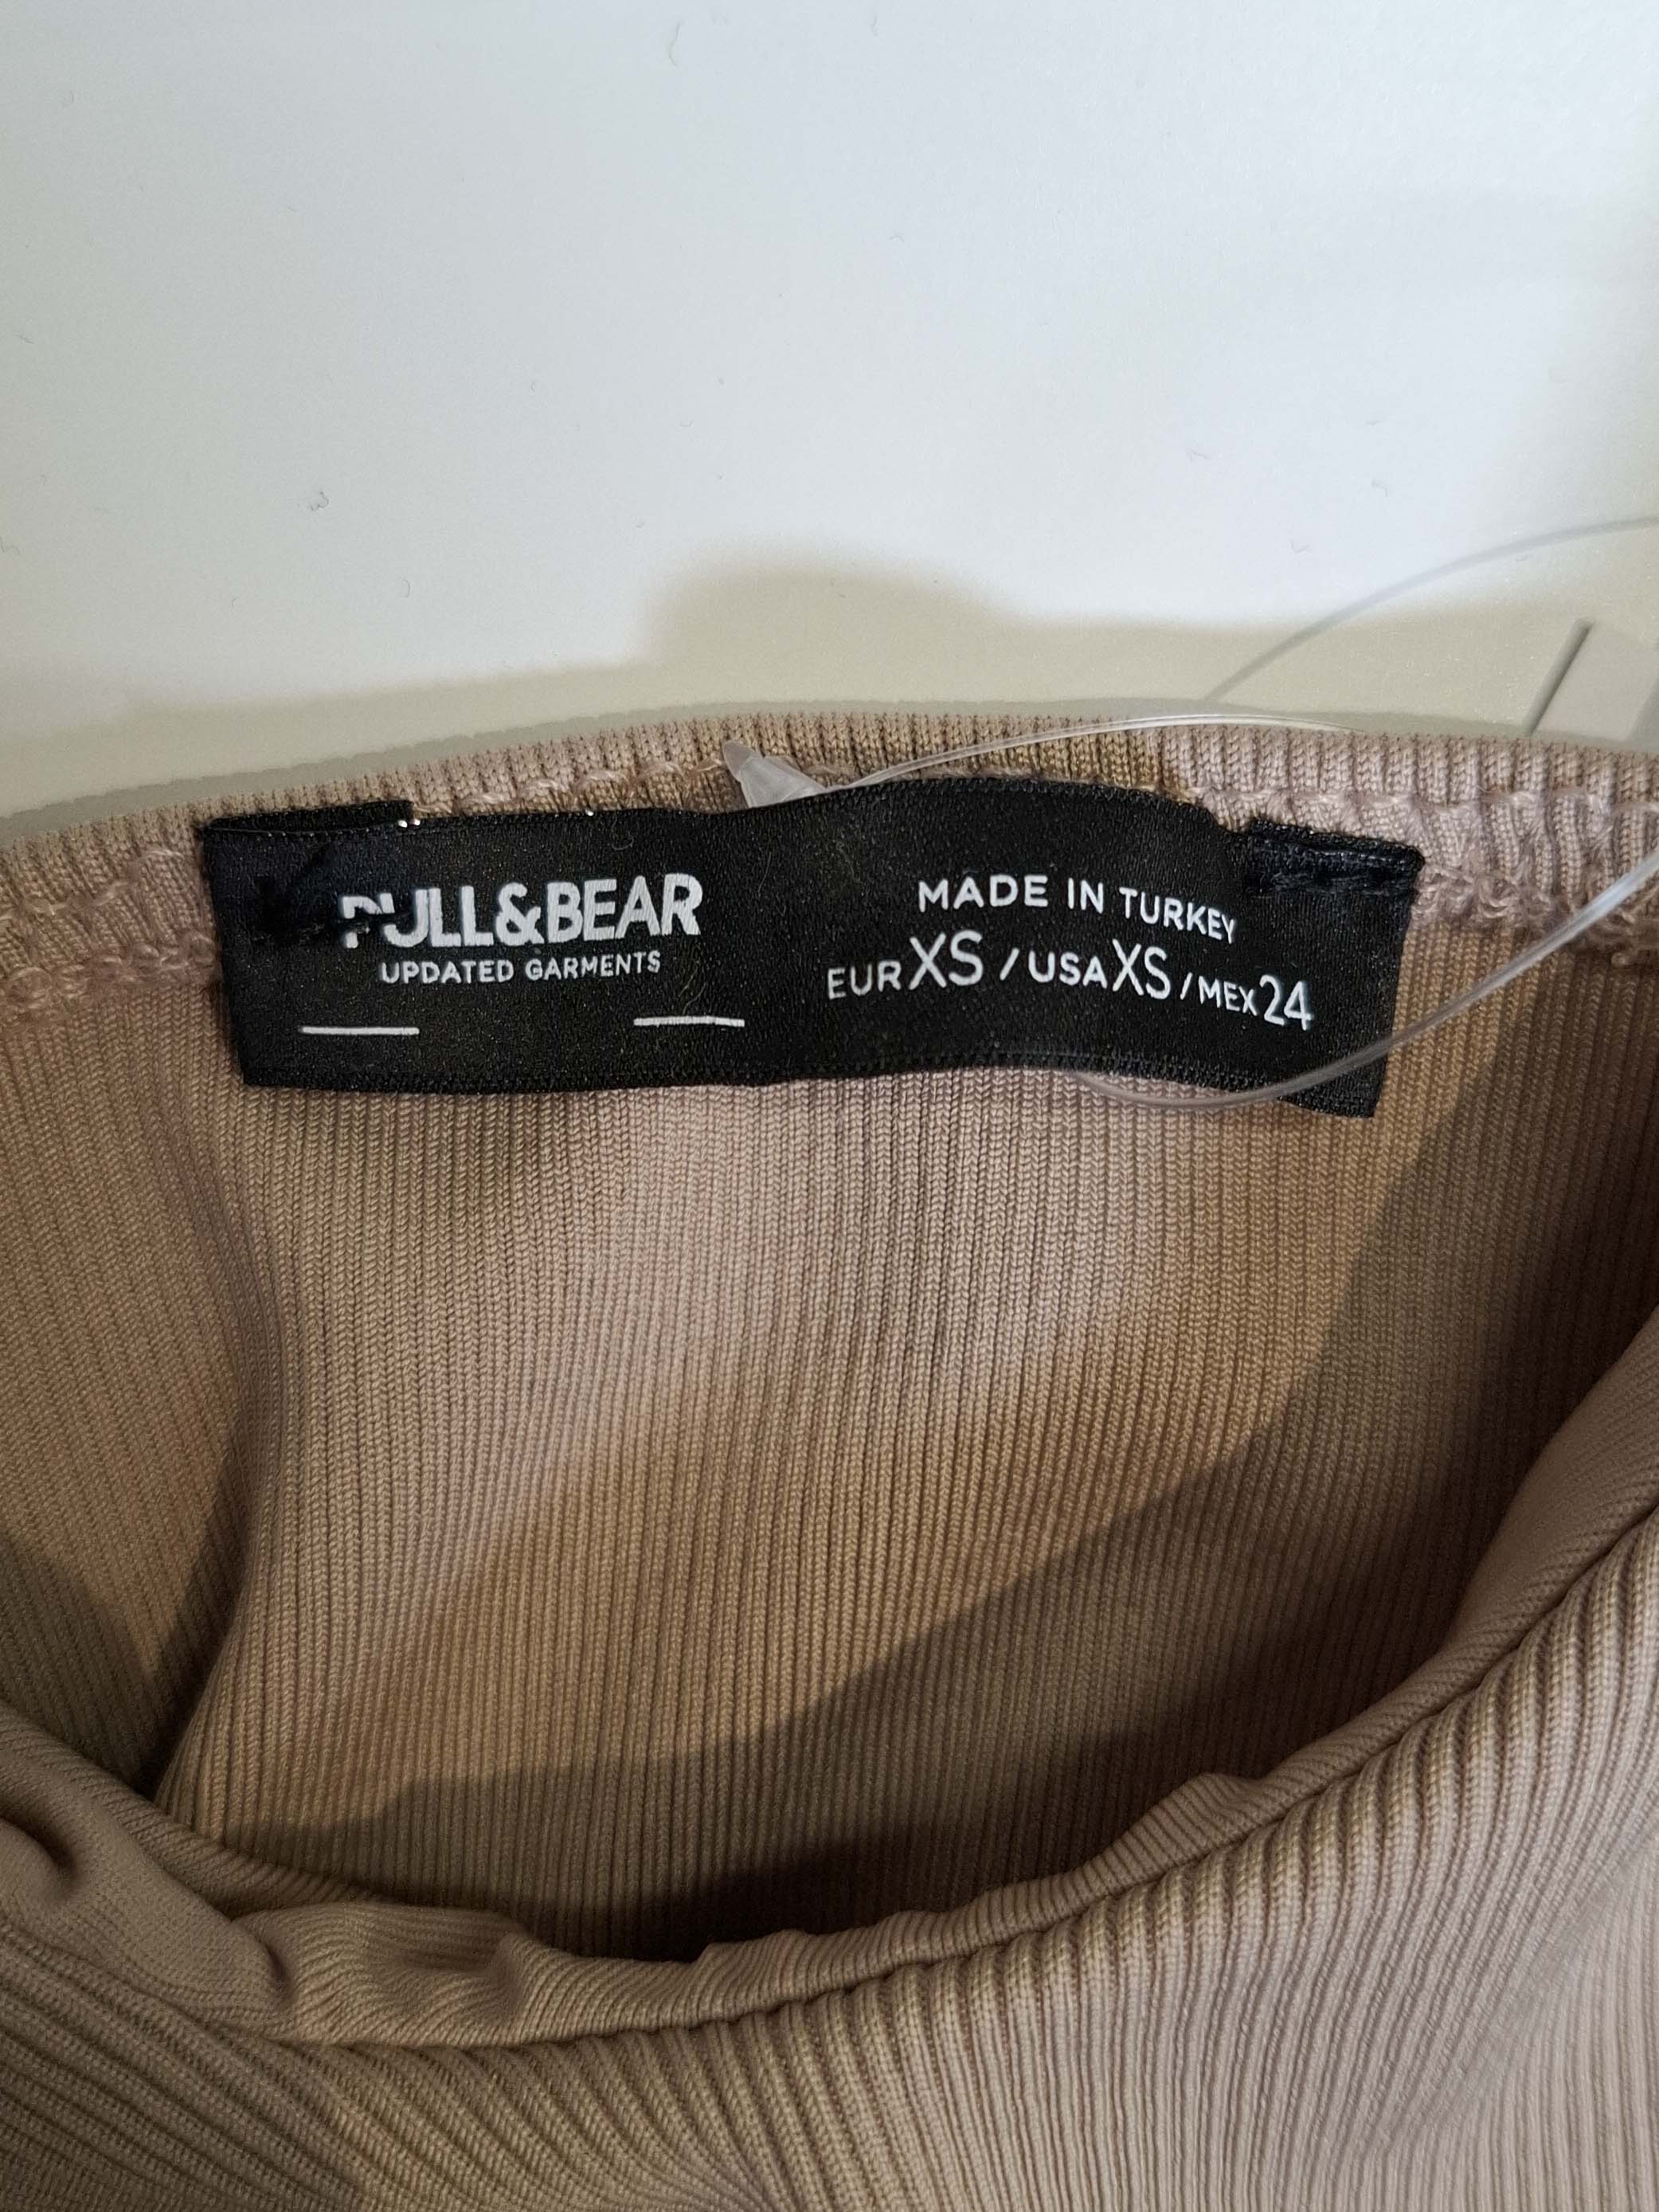 PULL&BEAR
UPDATED GARMENTS
MADE IN TURKEY
EUR XS / USA XS / MEX 24